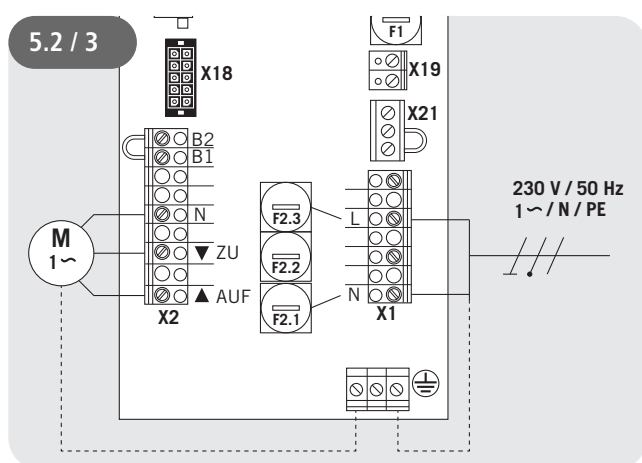 5.2 / 3
F1
X18
X19
X21
B2
B1
N
M
1~
▼ ZU
▲ AUF
X2
F2.3
F2.2
F2.1
L
N
X1
230 V / 50 Hz
1~/ N / PE